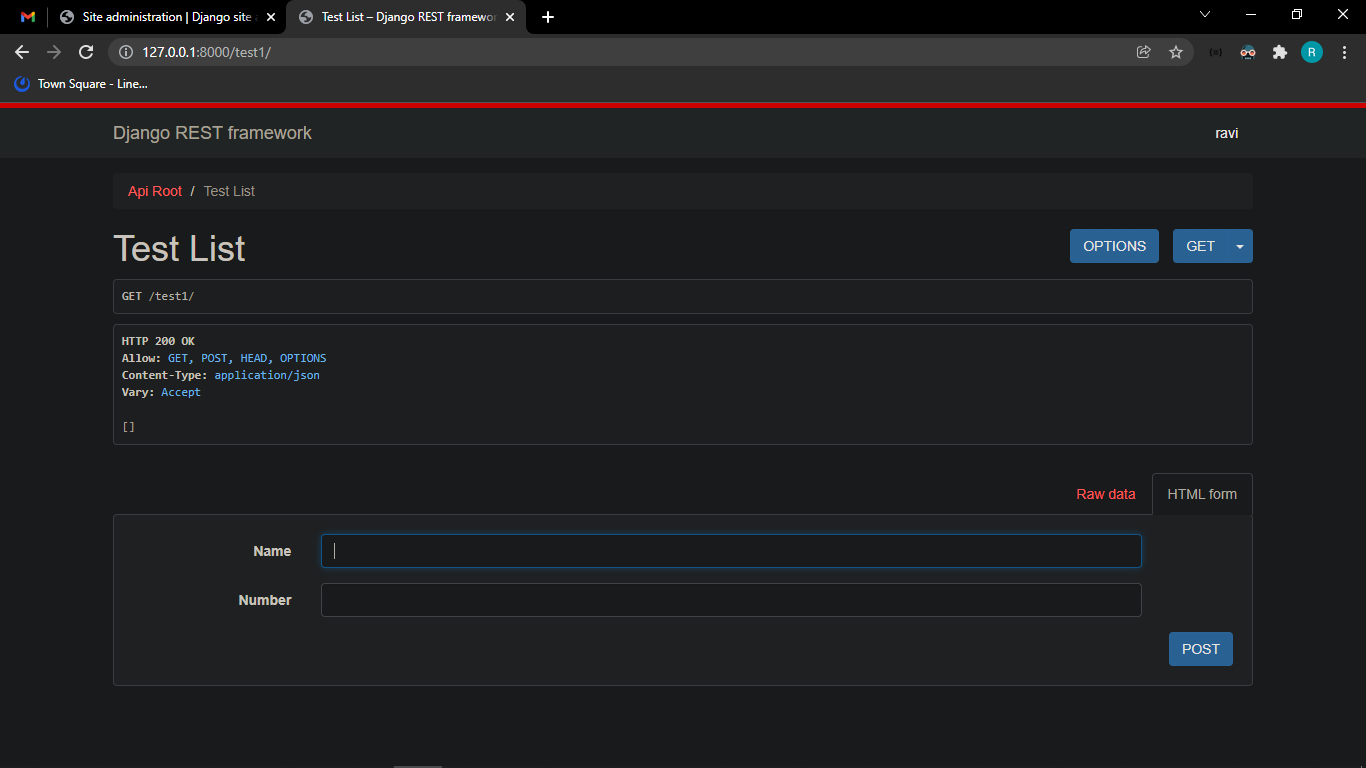 Site administration | Django site a
Test List – Django REST framewor
127.0.0.1:8000/test1/
R
Town Square - Line...
Django REST framework
ravi
Api Root / Test List
Test List
OPTIONS
GET
GET /test1/
HTTP 200 OK
Allow: GET, POST, HEAD, OPTIONS
Content-Type: application/json
Vary: Accept
[]
Raw data
HTML form
Name
Number
POST